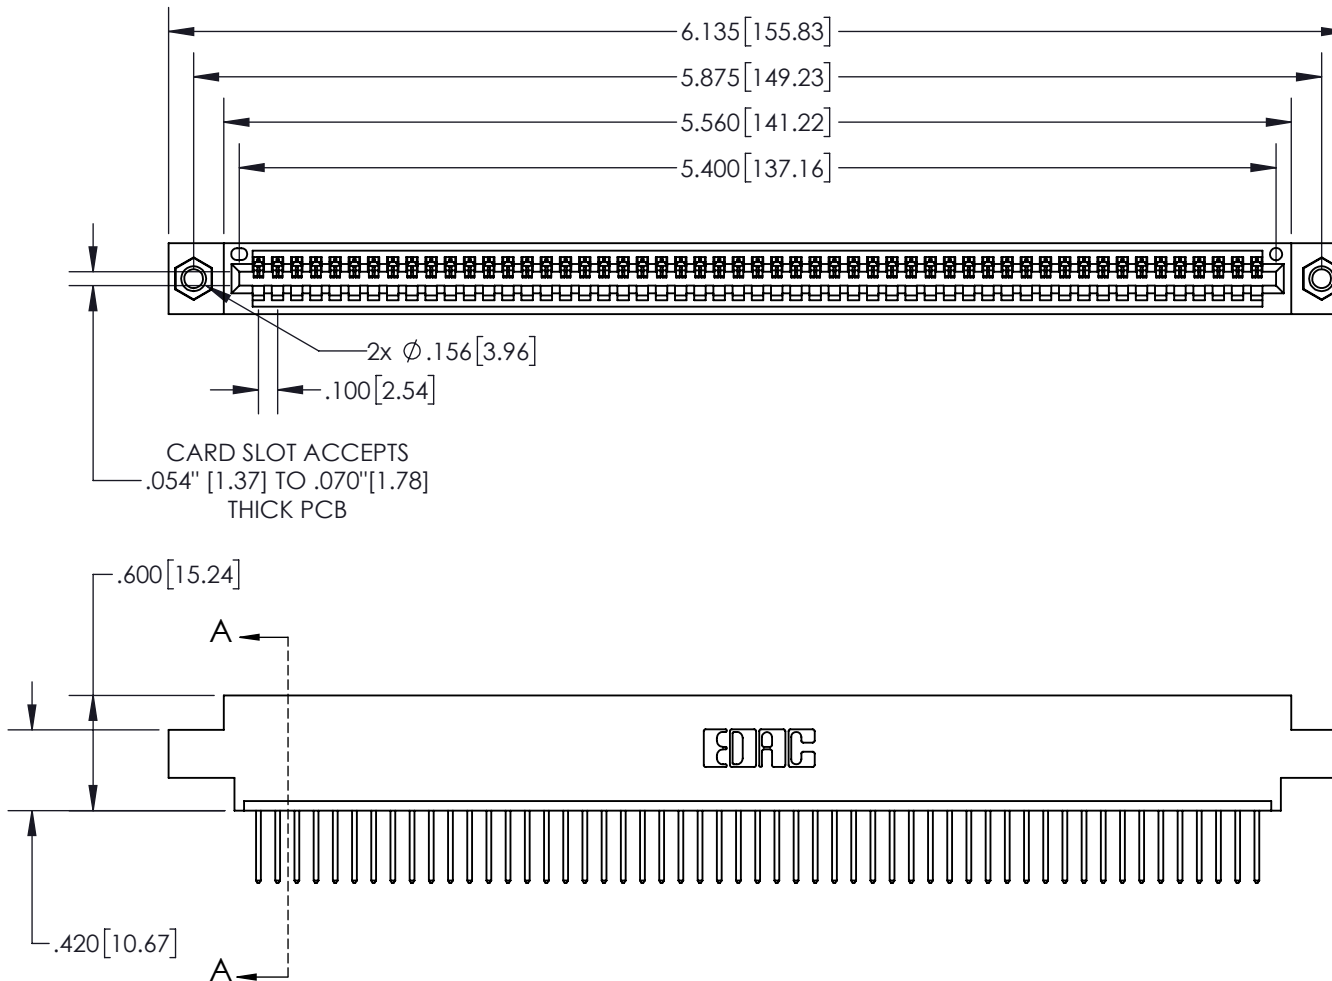 6.135[155.83]
5.875[149.23]
5.560[141.22]
5.400[137.16]
2x Ø.156[3.96]
.100[2.54]
CARD SLOT ACCEPTS
.054" [1.37] TO .070"[1.78]
THICK PCB
.600[15.24]
A
EDAC
.420[10.67]
A